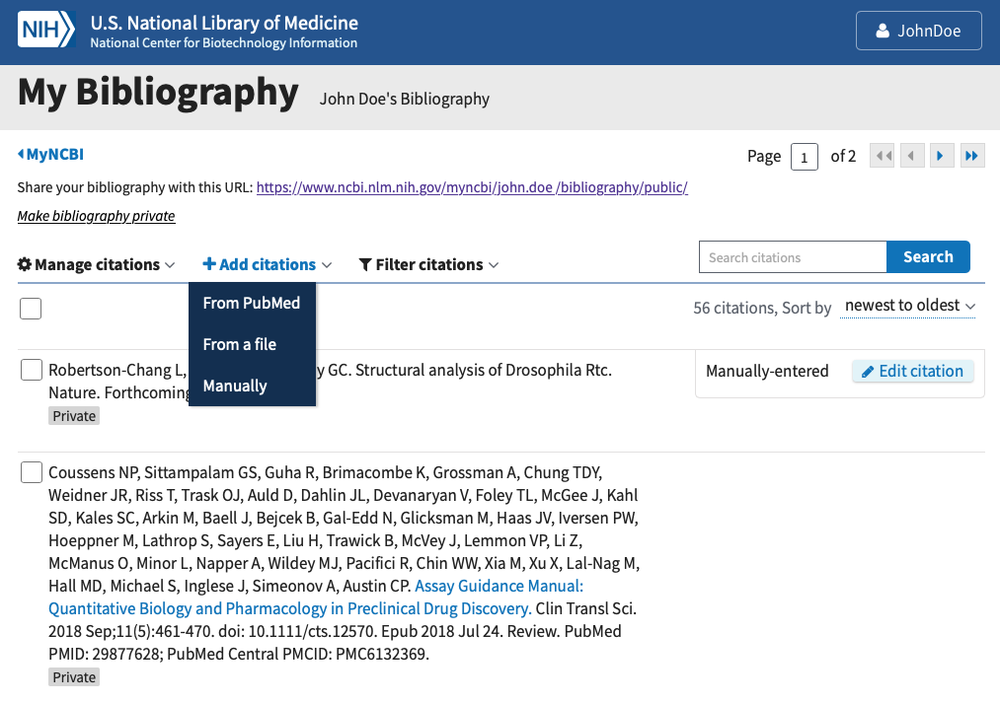 NIH
U.S. National Library of Medicine
National Center for Biotechnology Information
JohnDoe
My Bibliography
John Doe's Bibliography
MyNCBI
Page 1 of 2
Share your bibliography with this URL: https://www.ncbi.nlm.nih.gov/myncbi/john.doe /bibliography/public/
Make bibliography private
Manage citations
Add citations
Filter citations
Search citations
Search
From PubMed
From a file
Manually
56 citations, Sort by newest to oldest
Robertson-Chang L, y GC. Structural analysis of Drosophila Rtc.
Nature. Forthcoming
Private
Manually-entered
Edit citation
Coussens NP, Sittampalam GS, Guha R, Brimacombe K, Grossman A, Chung TDY,
Weidner JR, Riss T, Trask OJ, Auld D, Dahlin JL, Devanaryan V, Foley TL, McGee J, Kahl
SD, Kales SC, Arkin M, Baell J, Bejcek B, Gal-Edd N, Glicksman M, Haas JV, Iversen PW,
Hoeppner M, Lathrop S, Sayers E, Liu H, Trawick B, McVey J, Lemmon VP, Li Z,
McManus O, Minor L, Napper A, Wildey MJ, Pacifici R, Chin WW, Xia M, Xu X, Lal-Nag M,
Hall MD, Michael S, Inglese J, Simeonov A, Austin CP. Assay Guidance Manual:
Quantitative Biology and Pharmacology in Preclinical Drug Discovery. Clin Transl Sci.
2018 Sep;11(5):461-470. doi: 10.1111/cts.12570. Epub 2018 Jul 24. Review. PubMed
PMID: 29877628; PubMed Central PMCID: PMC6132369.
Private